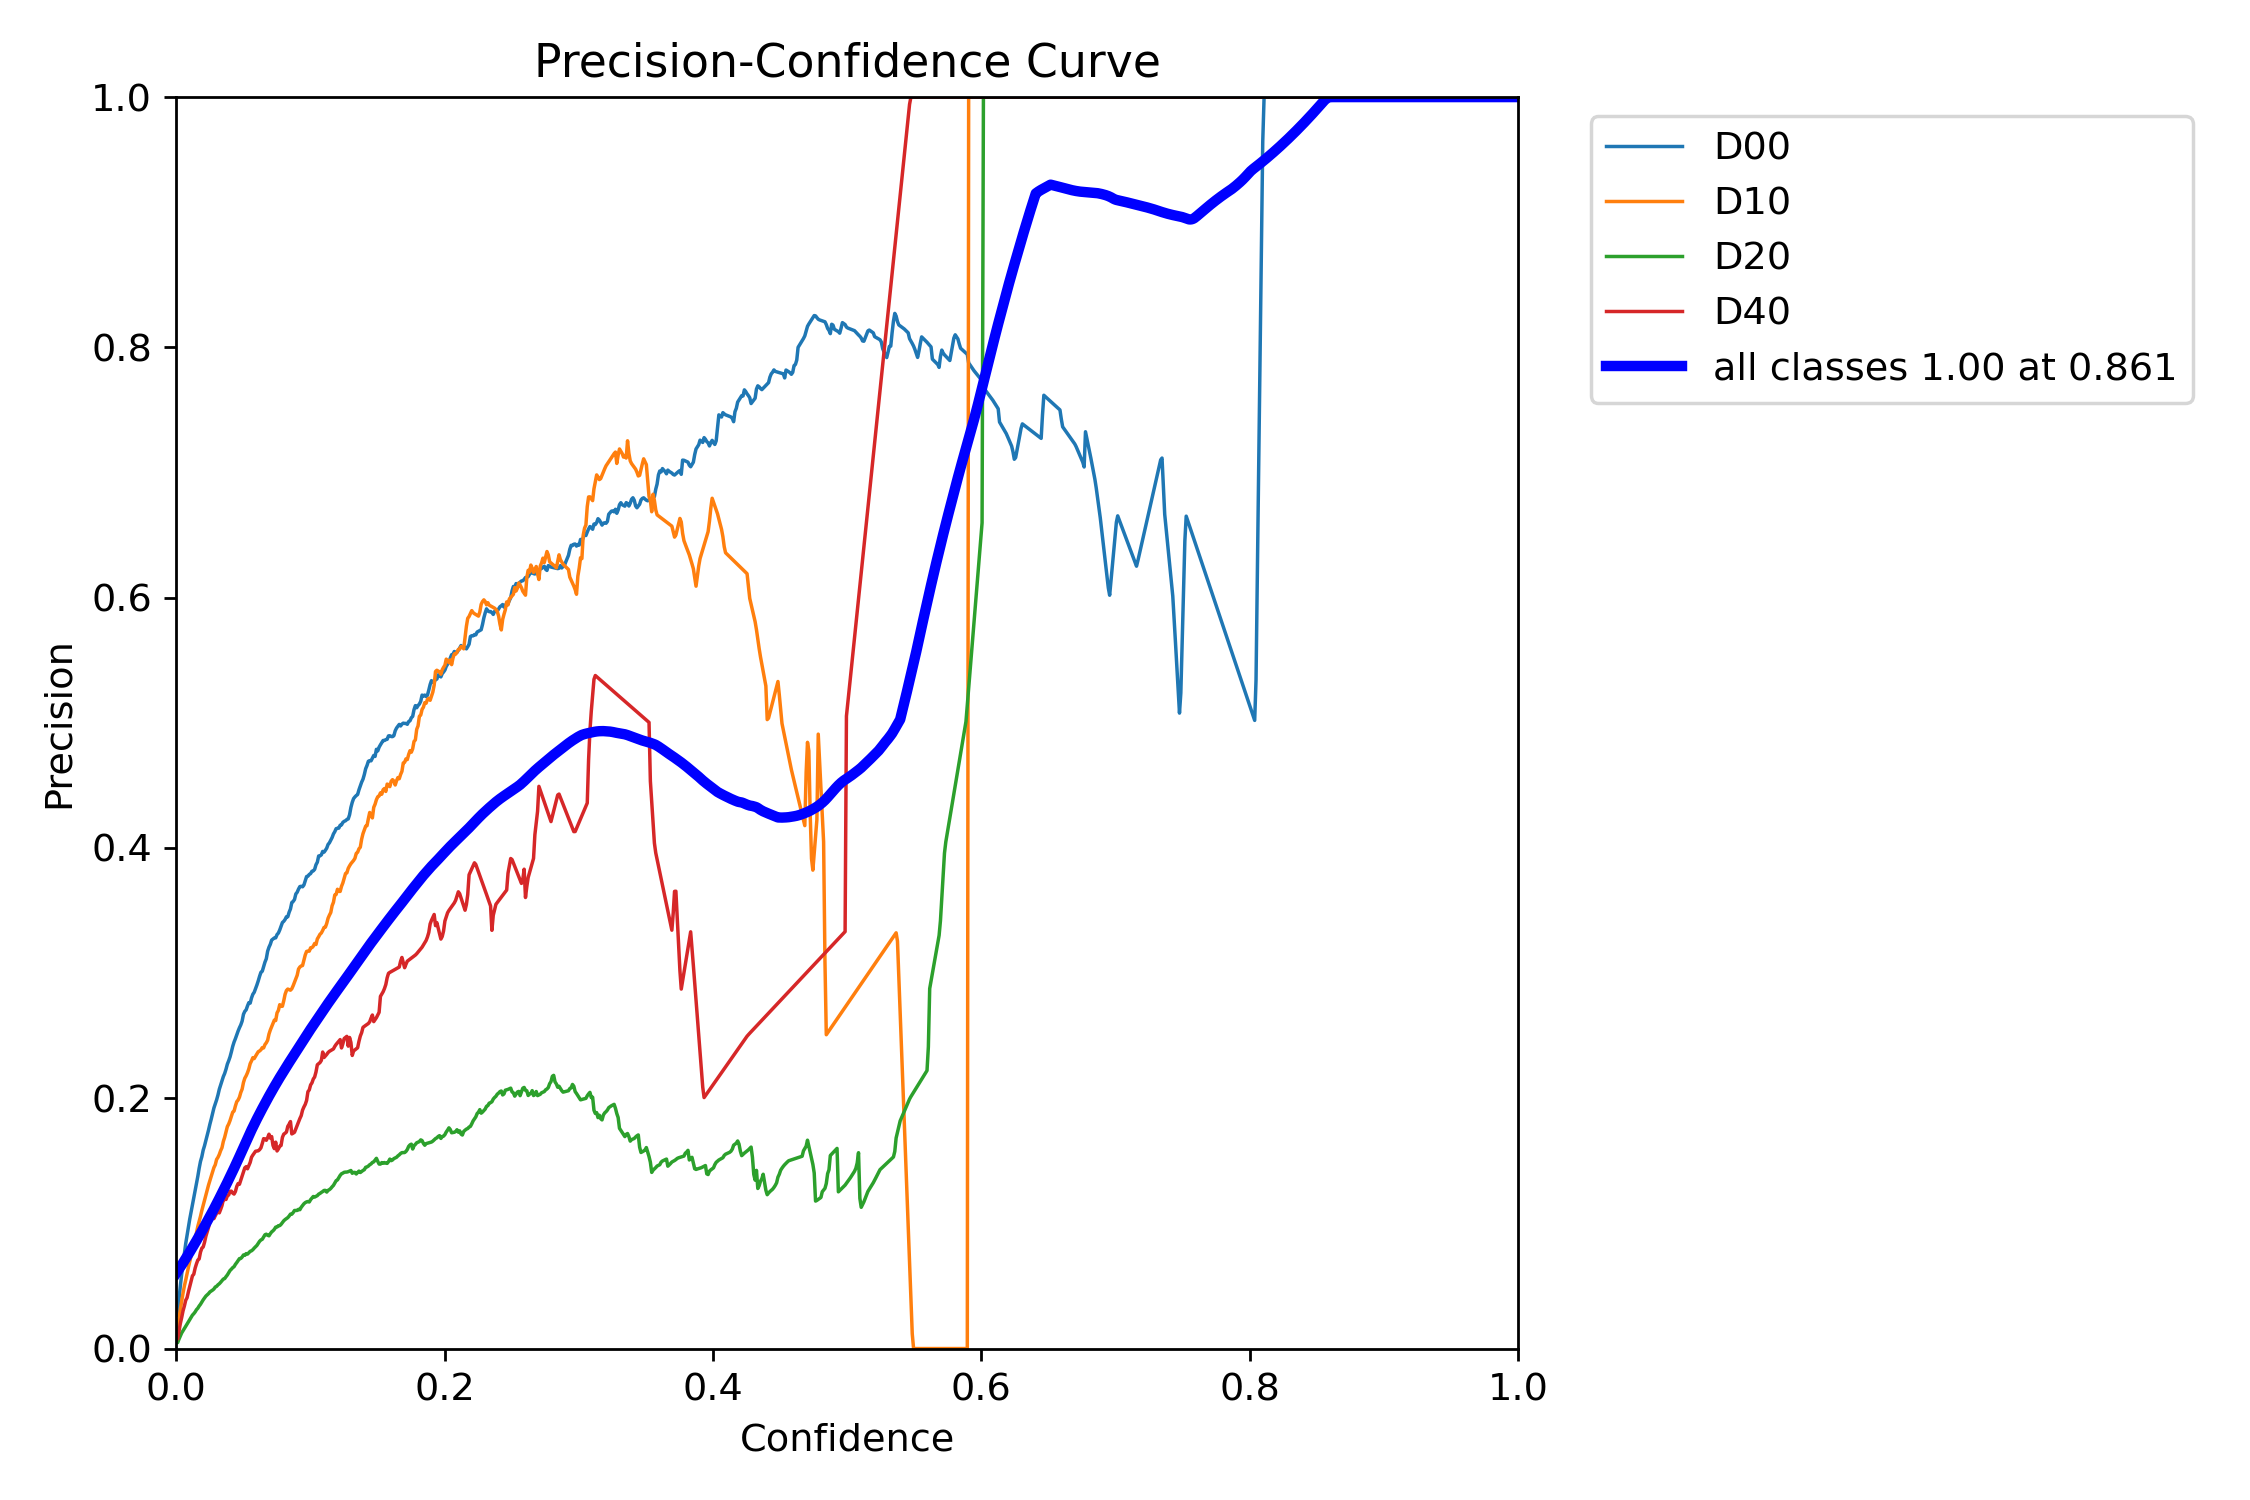 Precision-Confidence Curve
1.0
0.8
0.6
0.4
0.2
0.0
Precision
0.0 0.2 0.4 0.6 0.8 1.0
Confidence
D00
D10
D20
D40
all classes 1.00 at 0.861